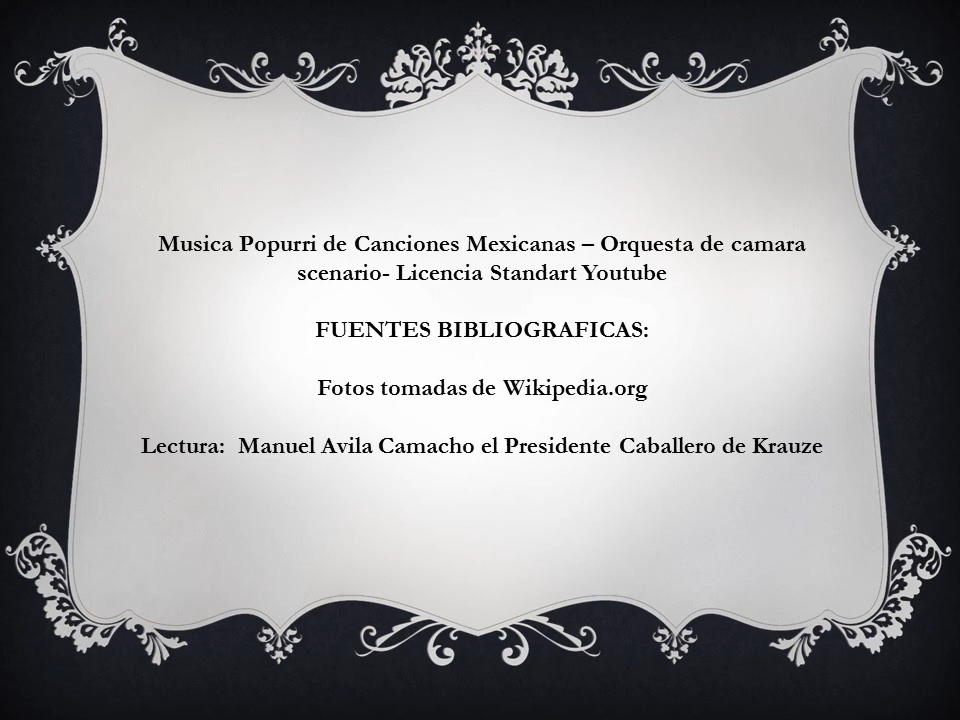 Musica Popurri de Canciones Mexicanas – Orquesta de camara
scenario- Licencia Standart Youtube
FUENTES BIBLIOGRAFICAS:
Fotos tomadas de Wikipedia.org
Lectura:  Manuel Avila Camacho el Presidente Caballero de Krauze